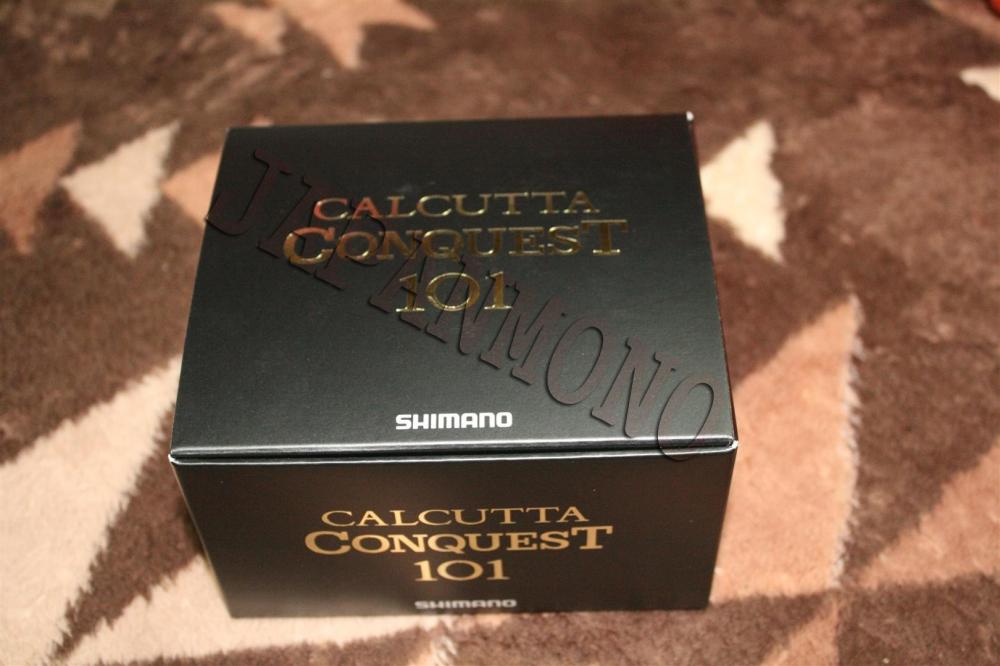 CALCUTTA
CONQUEST
101
JAPANMONO
SHIMANO
CALCUTTA
CONQUEST
101
SHIMANO